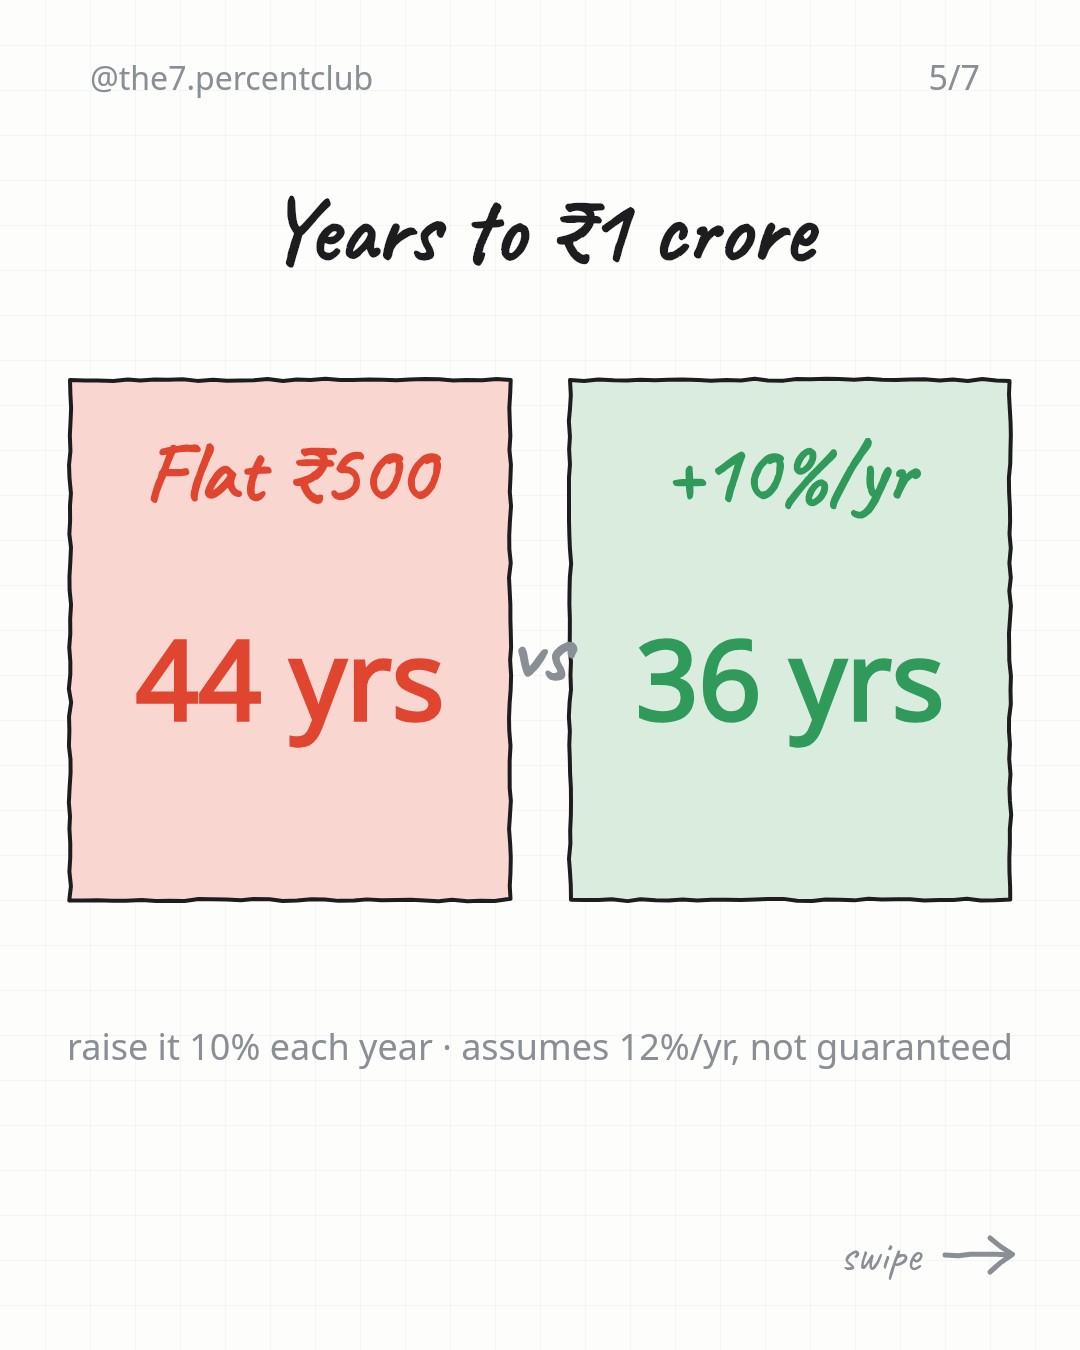 @the7.percentclub
5/7
Years to ₹1 crore
Flat ₹500
44 yrs
vs
+10%/yr
36 yrs
raise it 10% each year · assumes 12%/yr, not guaranteed
swipe